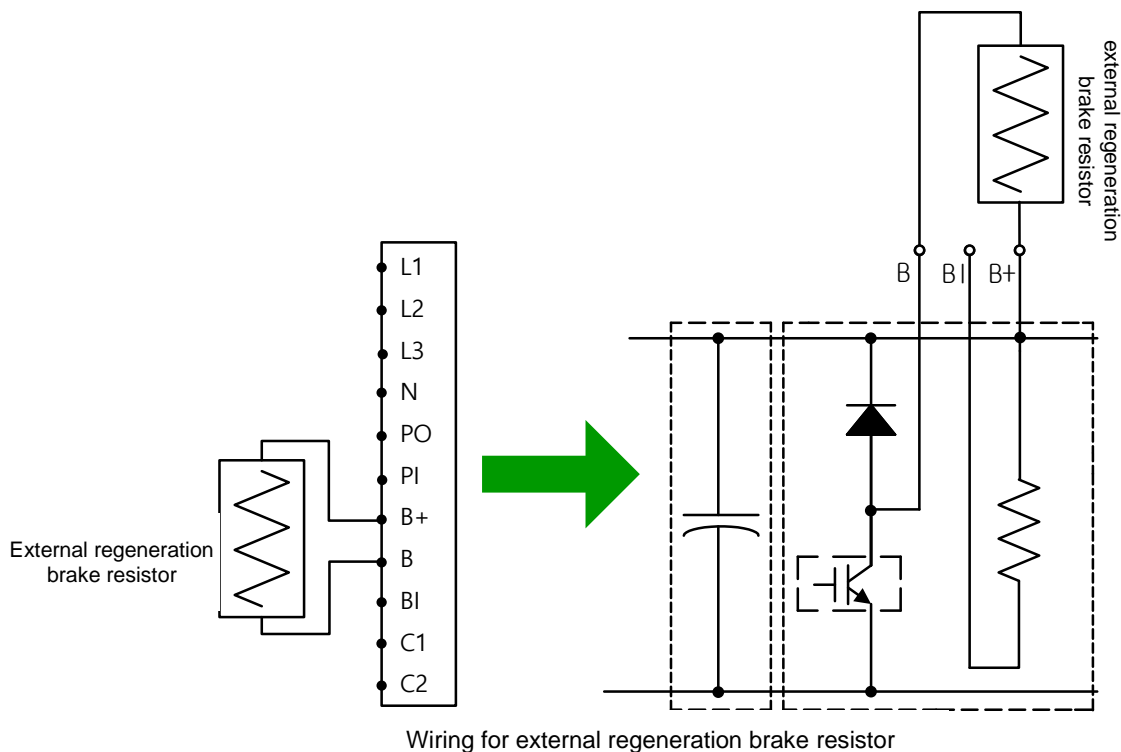 external regeneration
brake resistor
B
BI
B+
L1
L2
L3
N
PO
PI
B+
B
BI
C1
C2
External regeneration
brake resistor
Wiring for external regeneration brake resistor